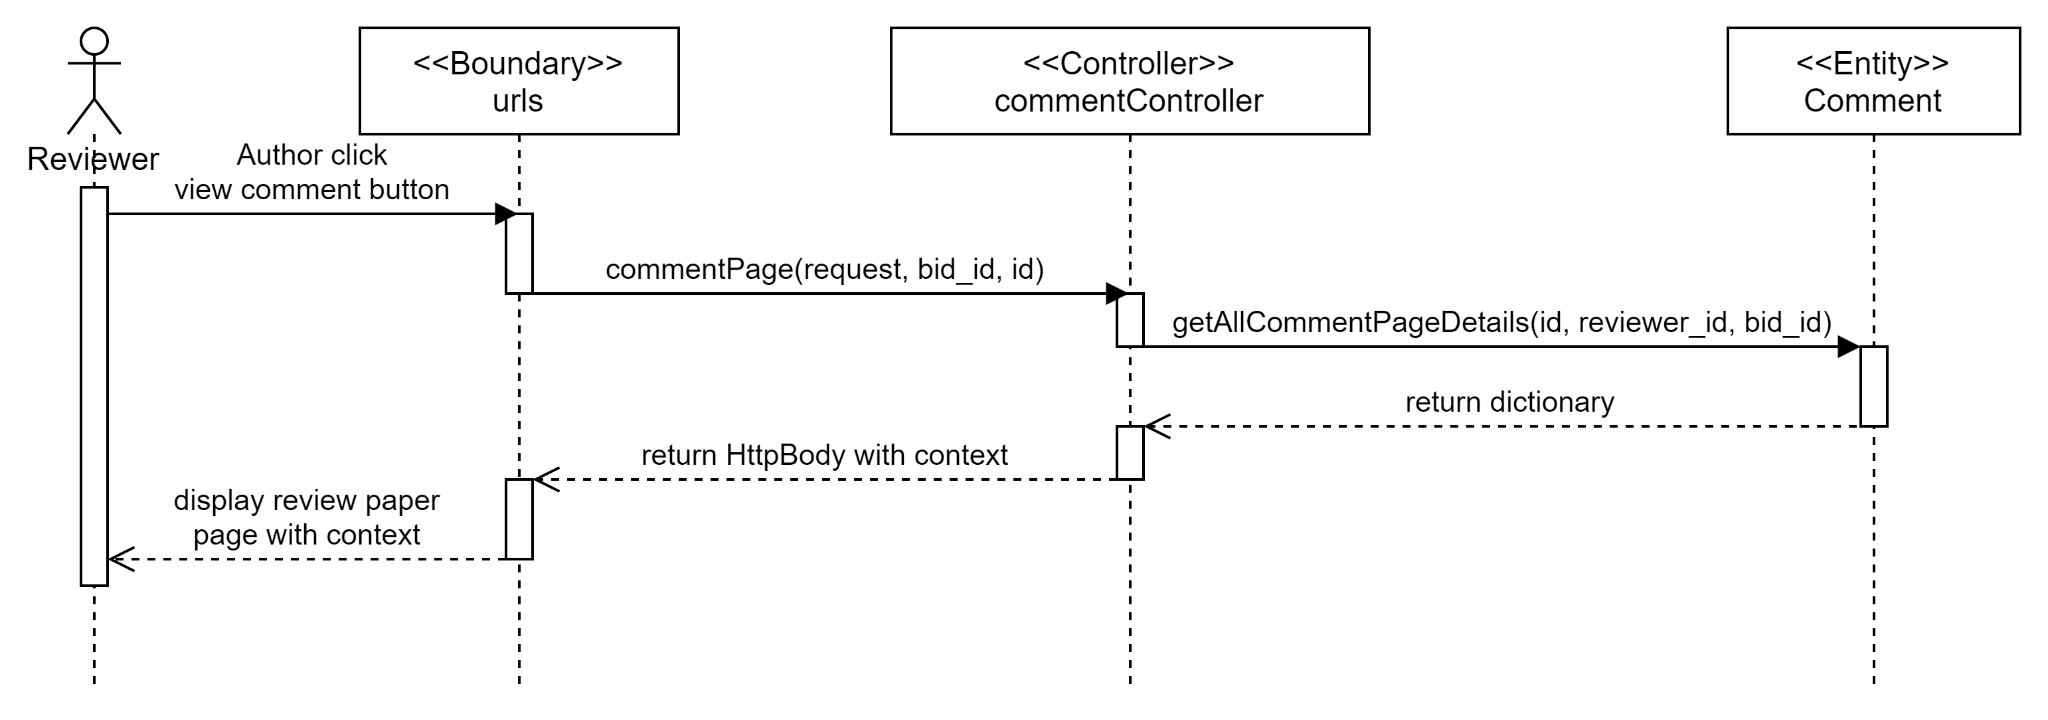 Reviewer
<<Boundary>>
urls
<<Controller>>
commentController
<<Entity>>
Comment
Author click
view comment button
commentPage(request, bid_id, id)
getAllCommentPageDetails(id, reviewer_id, bid_id)
return dictionary
return HttpBody with context
display review paper
page with context